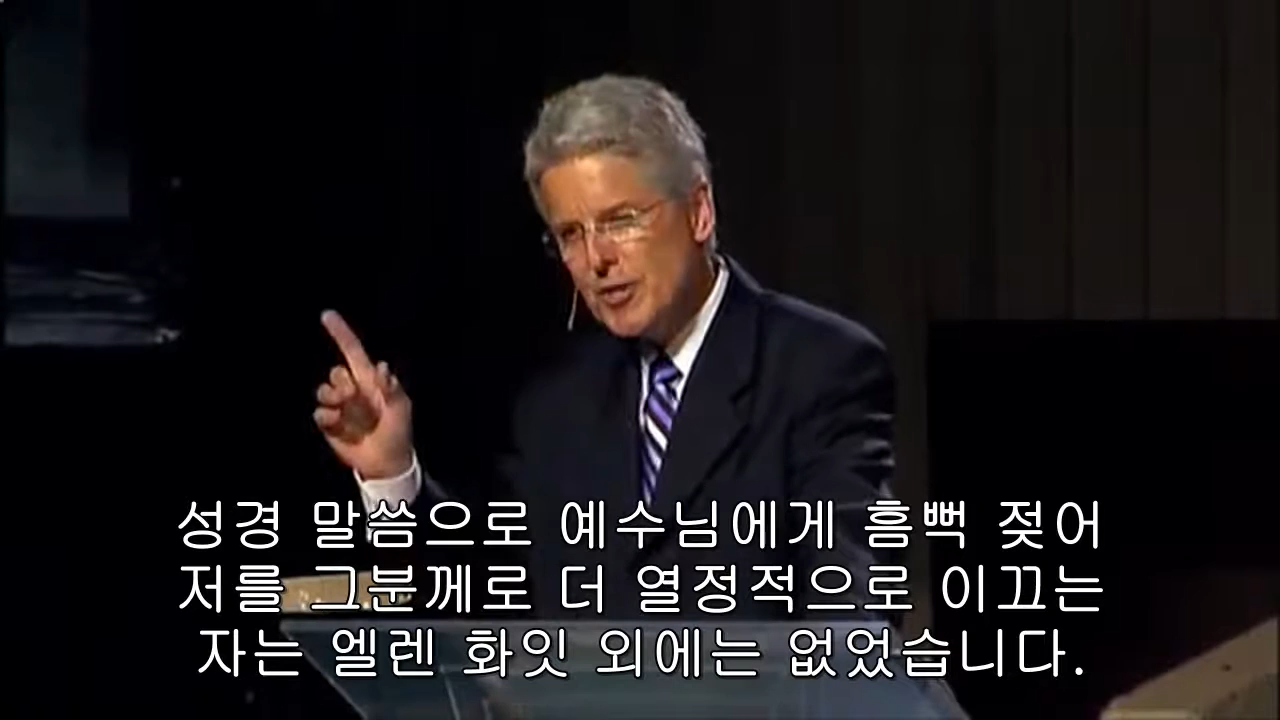 성경 말씀으로 예수님에게 흠뻑 젖어
저를 그분께로 더 열정적으로 이끄는
자는 엘렌 화잇 외에는 없었습니다.